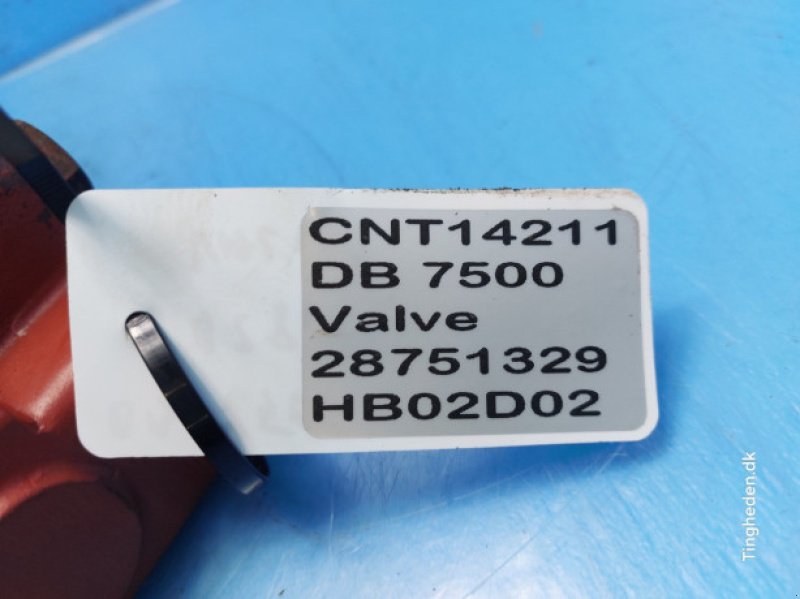 CNT14211
DB 7500
Valve
28751329
HB02D02
Tingheden.dk